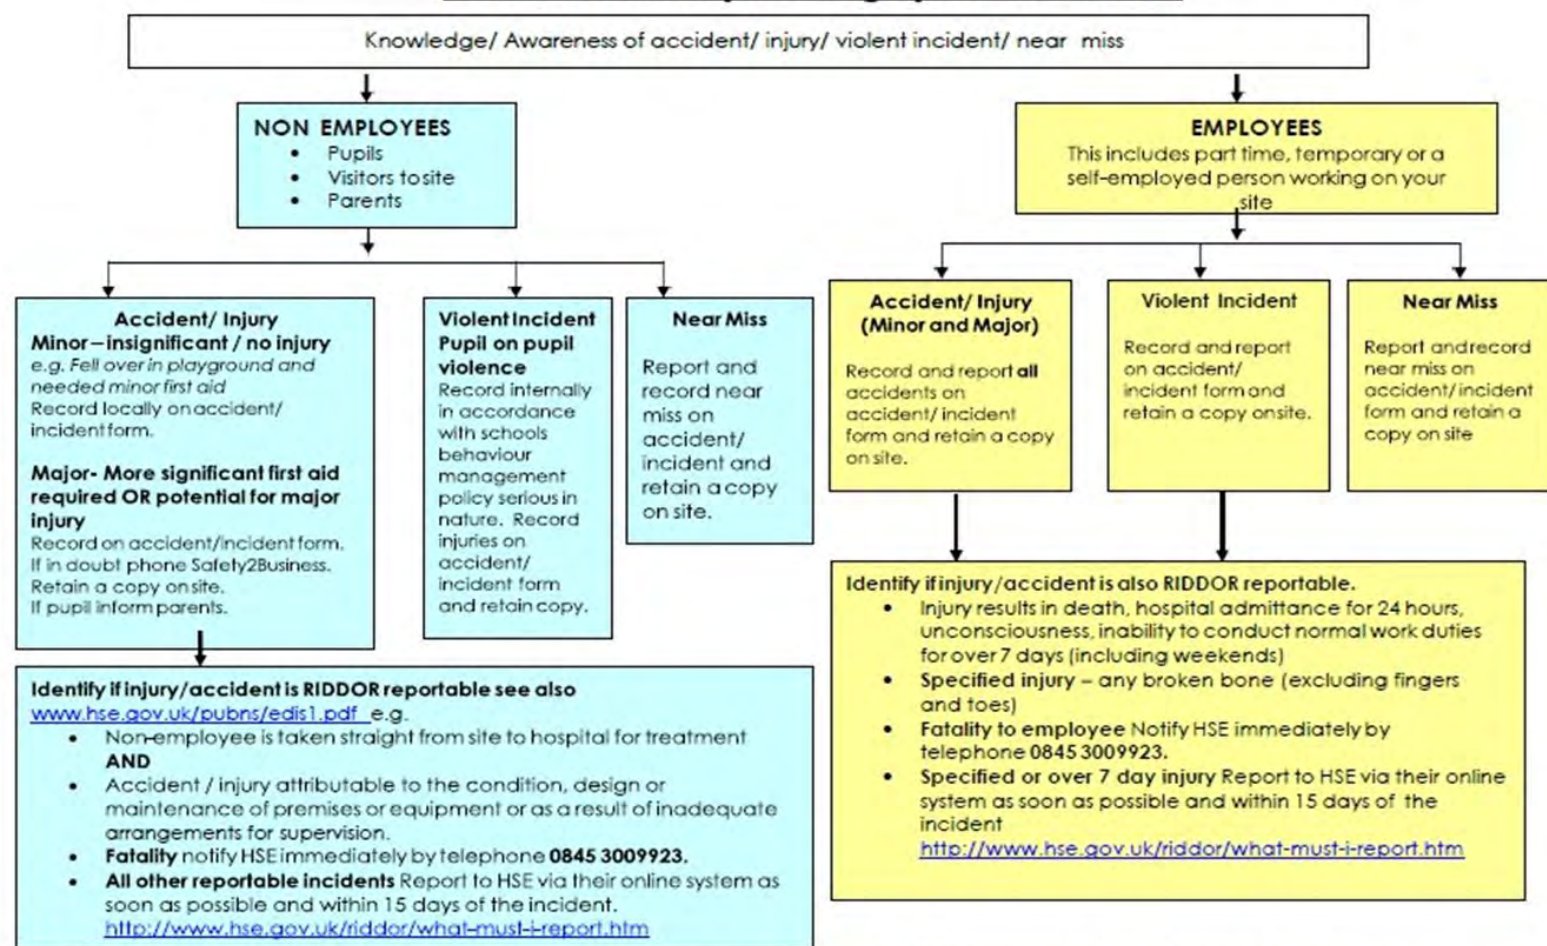 Knowledge/ Awareness of accident/ injury/ violent incident/ near miss
NON EMPLOYEES
• Pupils
• Visitors to site
• Parents
EMPLOYEES
This includes part time, temporary or a
self-employed person working on your
site
Accident/ Injury
Minor – insignificant / no injury
e.g. Fell over in playground and
needed minor first aid
Record locally on accident/
incident form.
Major- More significant first aid
required OR potential for major
injury
Record on accident/incident form.
If in doubt phone Safety2Business.
Retain a copy on site.
If pupil inform parents.
Violent Incident
Pupil on pupil
violence
Record internally
in accordance
with schools
behaviour
management
policy serious in
nature. Record
injuries on
accident/
incident form
and retain copy.
Near Miss
Report and
record near
miss on
accident/
incident and
retain a copy
on site.
Accident/ Injury
(Minor and Major)
Record and report all
accidents on
accident/ incident
form and retain a copy
on site.
Violent Incident
Record and report
on accident/
incident form and
retain a copy onsite.
Near Miss
Report and record
near miss on
accident/ incident
form and retain a
copy on site
Identify if injury/accident is RIDDOR reportable see also
www.hse.gov.uk/pubns/edis1.pdf e.g.
• Non-employee is taken straight from site to hospital for treatment
AND
• Accident / injury attributable to the condition, design or
maintenance of premises or equipment or as a result of inadequate
arrangements for supervision.
• Fatality notify HSE immediately by telephone 0845 3009923.
• All other reportable incidents Report to HSE via their online system as
soon as possible and within 15 days of the incident.
http://www.hse.gov.uk/riddor/what-must-i-report.htm
Identify if injury/accident is also RIDDOR reportable.
• Injury results in death, hospital admittance for 24 hours,
unconsciousness, inability to conduct normal work duties
for over 7 days (including weekends)
• Specified injury – any broken bone (excluding fingers
and toes)
• Fatality to employee Notify HSE immediately by
telephone 0845 3009923.
• Specified or over 7 day injury Report to HSE via their online
system as soon as possible and within 15 days of the
incident
http://www.hse.gov.uk/riddor/what-must-i-report.htm